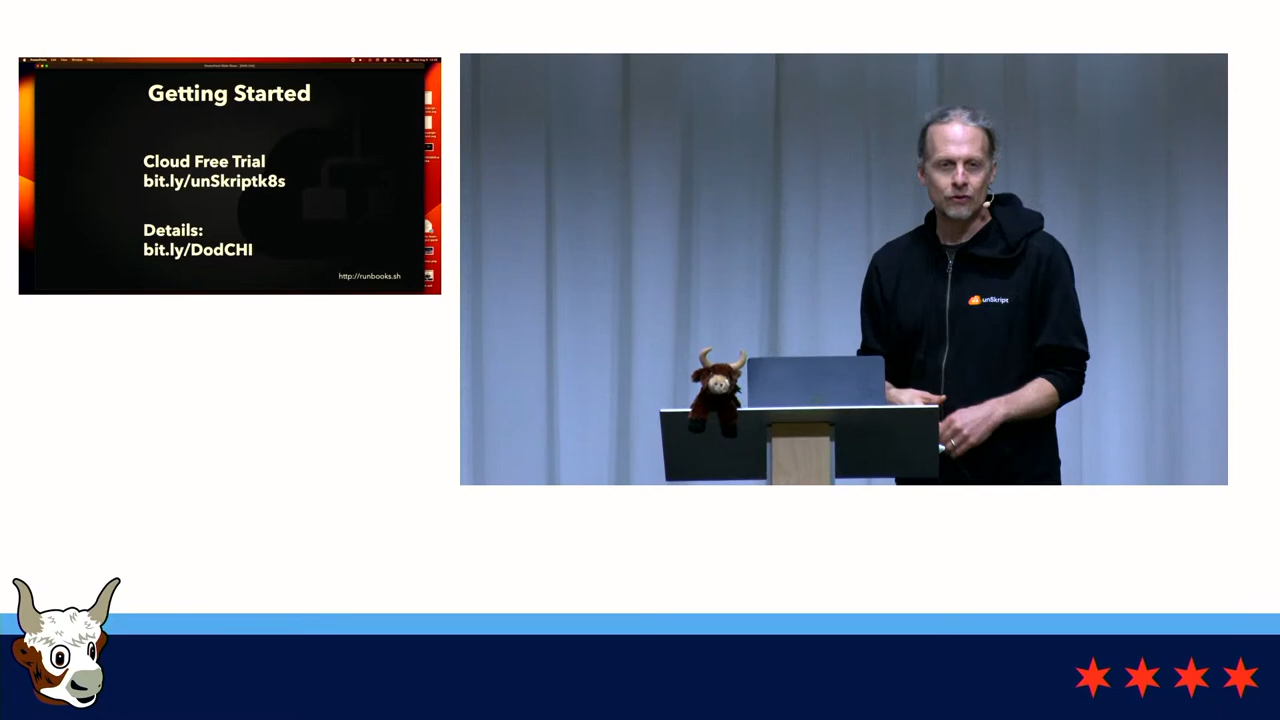 Getting Started
Cloud Free Trial
bit.ly/unSkriptk8s
Details:
bit.ly/DodCHI
http://runbooks.sh
unSkript